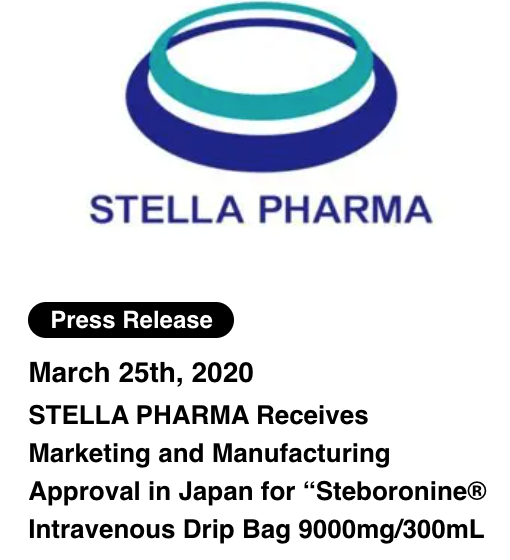 STELLA PHARMA
Press Release
March 25th, 2020
STELLA PHARMA Receives
Marketing and Manufacturing
Approval in Japan for “Steboronine®
Intravenous Drip Bag 9000mg/300mL